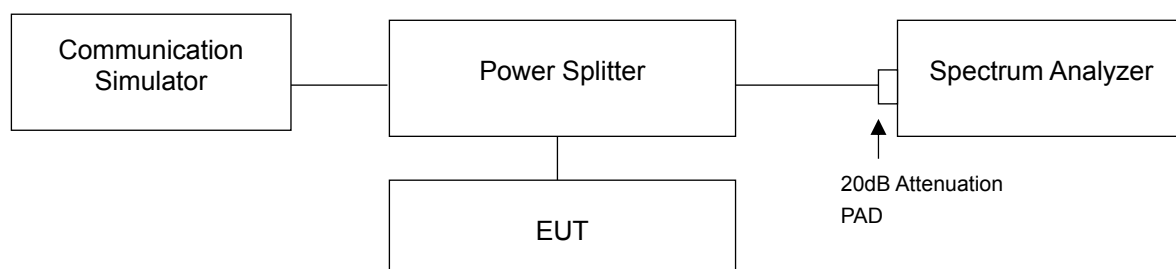 Communication
Simulator
Power Splitter
Spectrum Analyzer
20dB Attenuation
PAD
EUT